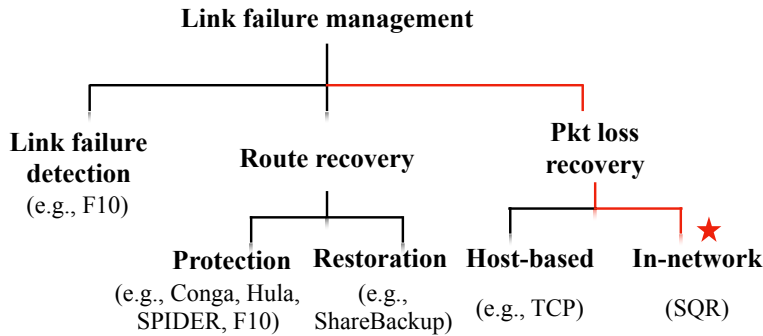 Link failure management
Link failure
detection
(e.g., F10)
Route recovery
Pkt loss
recovery
Protection
(e.g., Conga, Hula,
SPIDER, F10)
Restoration
(e.g.,
ShareBackup)
Host-based
(e.g., TCP)
In-network
(SQR)